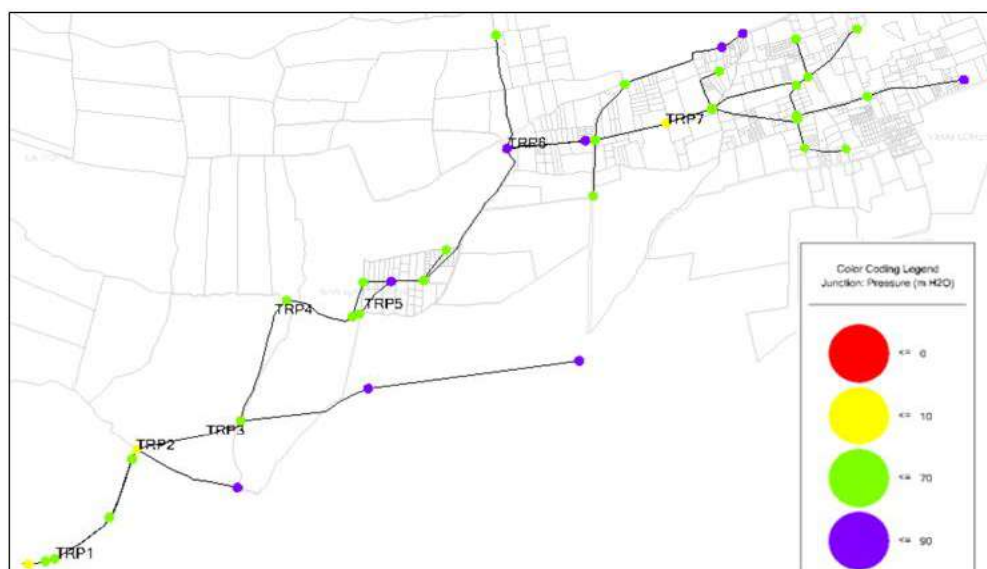 TRP7
TRP6
TRP5
TRP4
TRP3
TRP2
TRP1
Color Coding Legend
Junction: Pressure (m H2O)
<= 0
<= 10
<= 70
<= 90